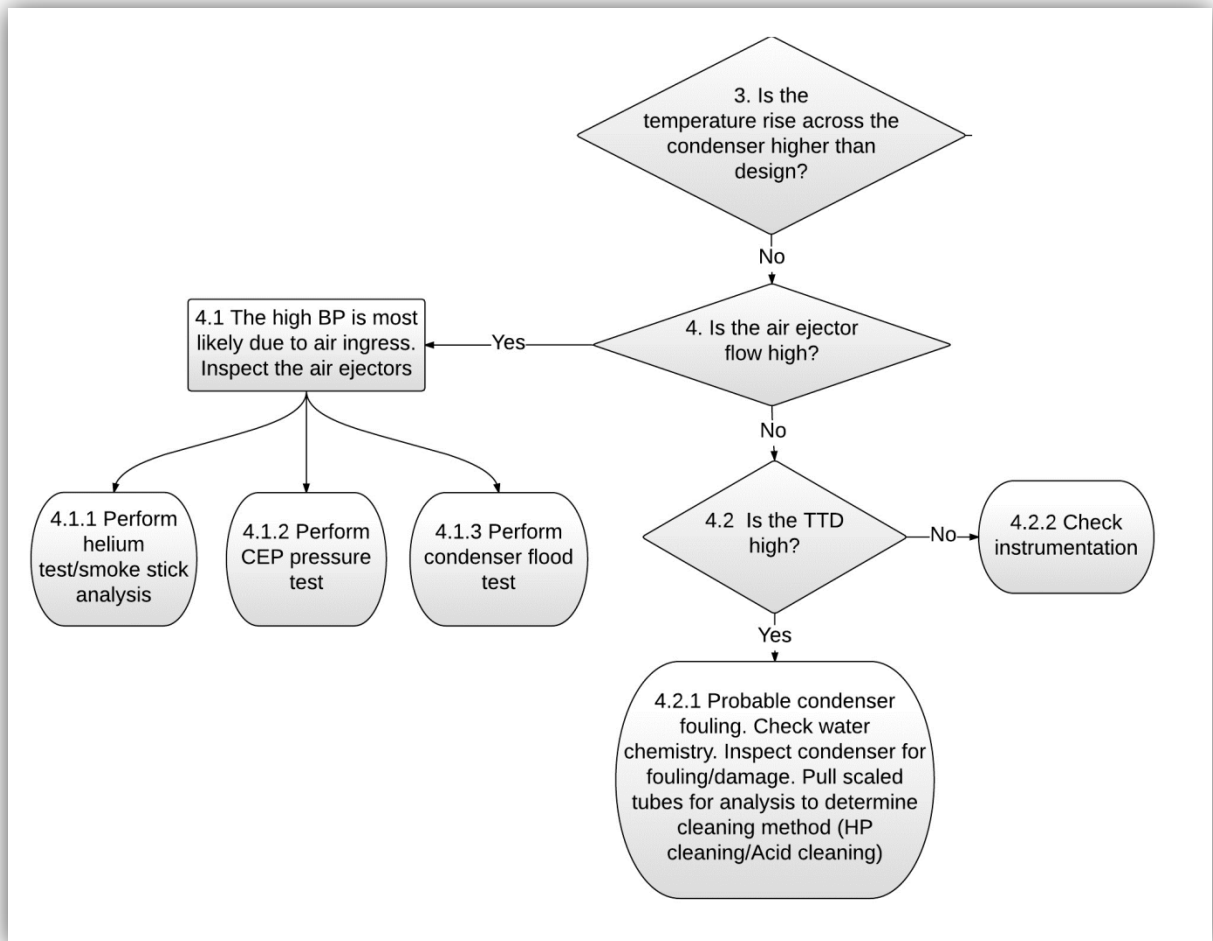 3. Is the
temperature rise across the
condenser higher than
design?
No
4. Is the air ejector
flow high?
Yes
4.1 The high BP is most
likely due to air ingress.
Inspect the air ejectors
No
4.1.1 Perform
helium
test/smoke stick
analysis
4.1.2 Perform
CEP pressure
test
4.1.3 Perform
condenser flood
test
4.2 Is the TTD
high?
No
4.2.2 Check
instrumentation
Yes
4.2.1 Probable condenser
fouling. Check water
chemistry. Inspect condenser for
fouling/damage. Pull scaled
tubes for analysis to determine
cleaning method (HP
cleaning/Acid cleaning)